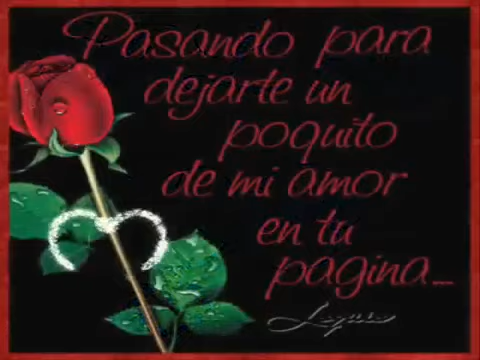 Pasando para
dejarte un
poquito
de mi amor
en tu
pagina...